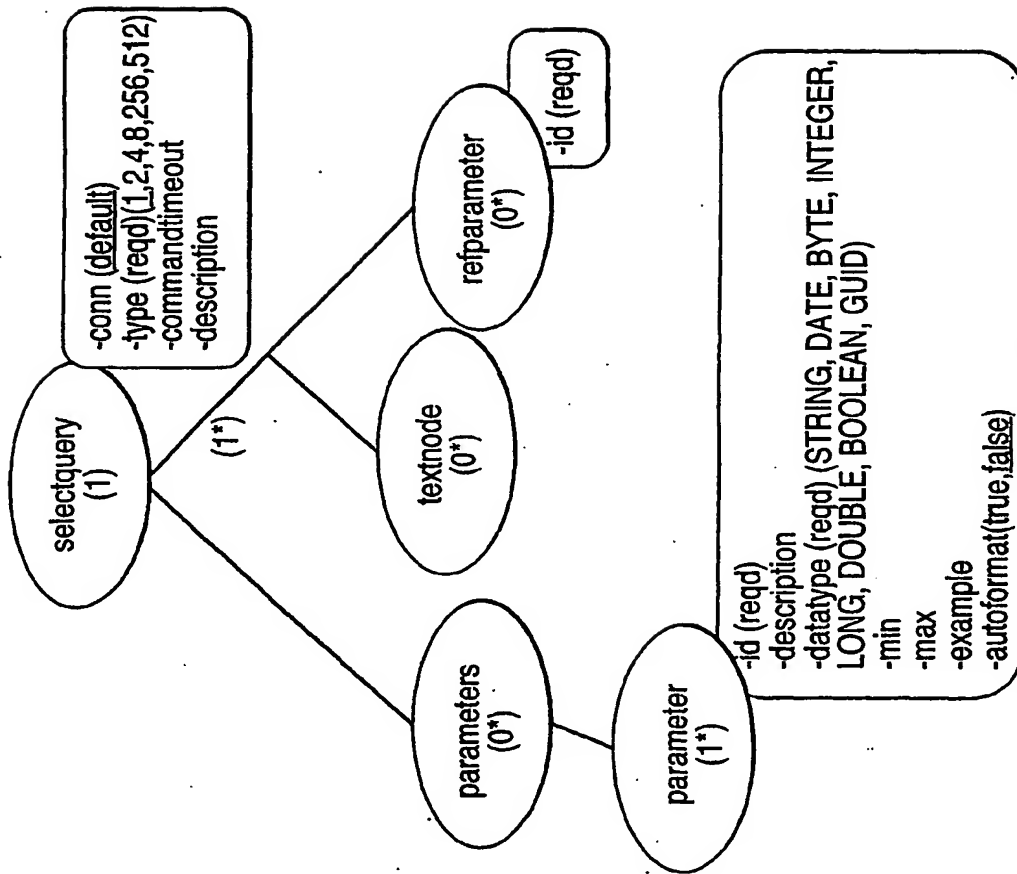 selectquery
(1)
-conn (default)
-type (reqd)(1,2,4,8,256,512)
-commandtimeout
-description
(1*)
parameters
(0*)
textnode
(0*)
refparameter
(0*)
-id (reqd)
parameter
(1*)
-id (reqd)
-description
-datatype (reqd) (STRING, DATE, BYTE, INTEGER,
LONG, DOUBLE, BOOLEAN, GUID)
-min
-max
-example
-autoformat(true,false)